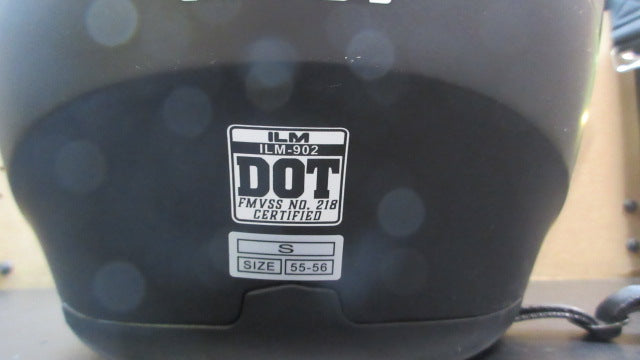 ILM
ILM-902
DOT
FMVSS NO. 218
CERTIFIED
S
SIZE 55-56